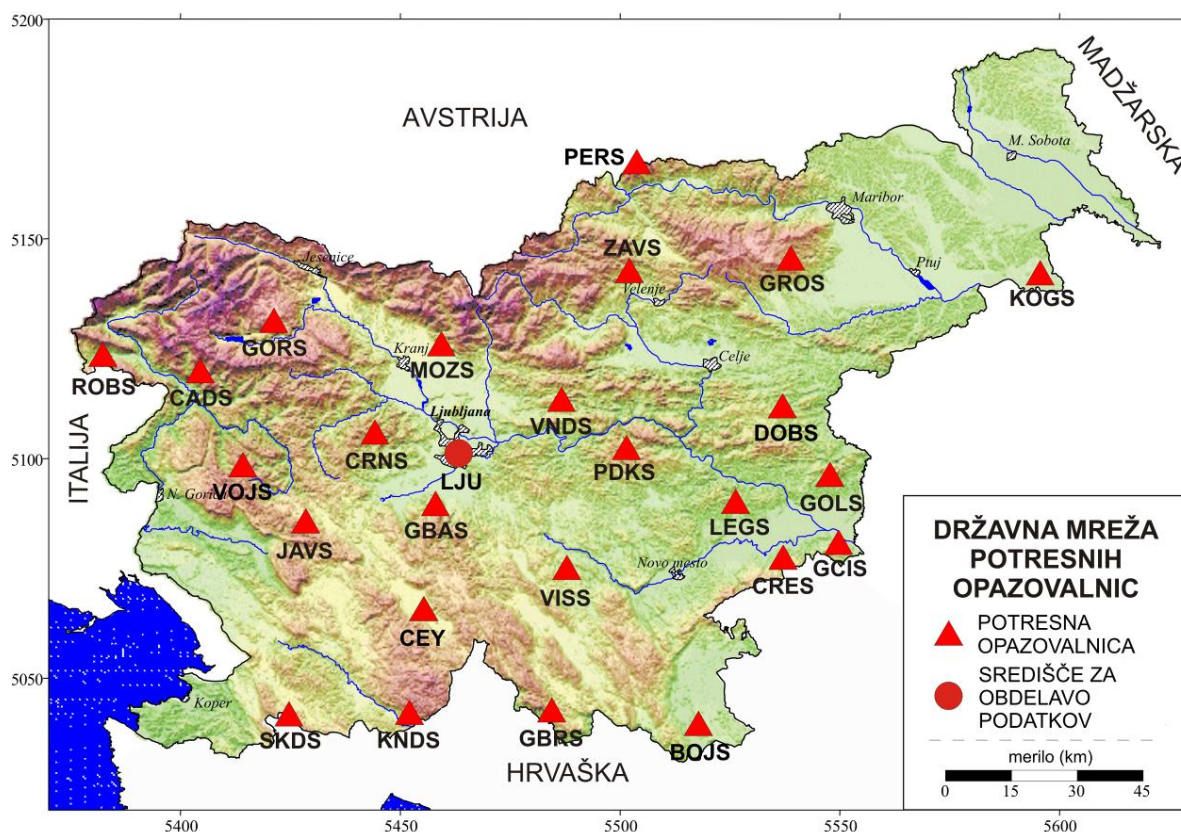 5200
AVSTRIJA
MADŽARSKA
PERS
M. Sobota
Maribor
5150
Jesenice
ZAVS
Velenje
GROS
Ptuj
KOGS
GORS
Kranj
MOZS
Celje
ROBS
CADS
Ljubljana
VNDS
DOBS
ITALIJA
CRNS
5100
LJU
PDKS
VOJS
N. Gorica
GOLS
GBAS
LEGS
JAVS
Novo mesto
GCIS
CRES
VISS
CEY
5050
Koper
SKDS
KNDS
GBRS
BOJS
HRVAŠKA
DRŽAVNA MREŽA
POTRESNIH
OPAZOVALNIC
POTRESNA
OPAZOVALNICA
SREDIŠČE ZA
OBDELAVO
PODATKOV
merilo (km)
0 15 30 45
5400 5450 5500 5550 5600